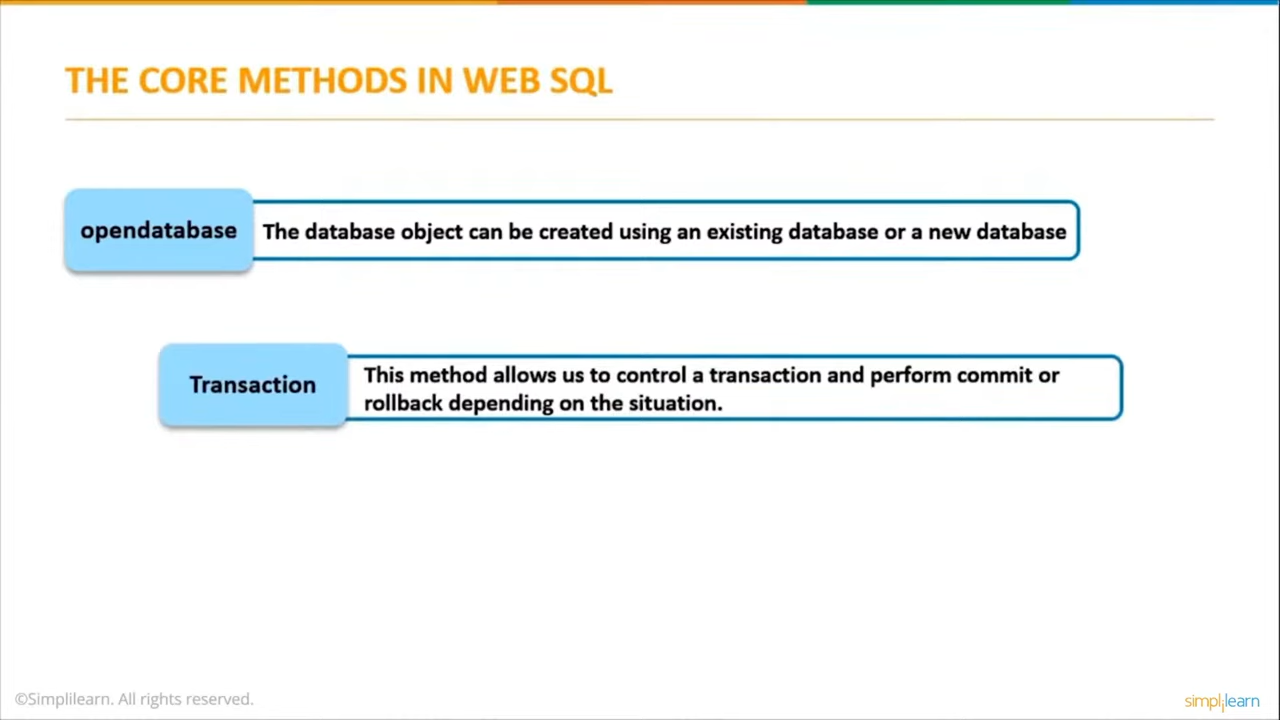 THE CORE METHODS IN WEB SQL
opendatabase
The database object can be created using an existing database or a new database
Transaction
This method allows us to control a transaction and perform commit or
rollback depending on the situation.
©Simplilearn. All rights reserved.
simplilearn